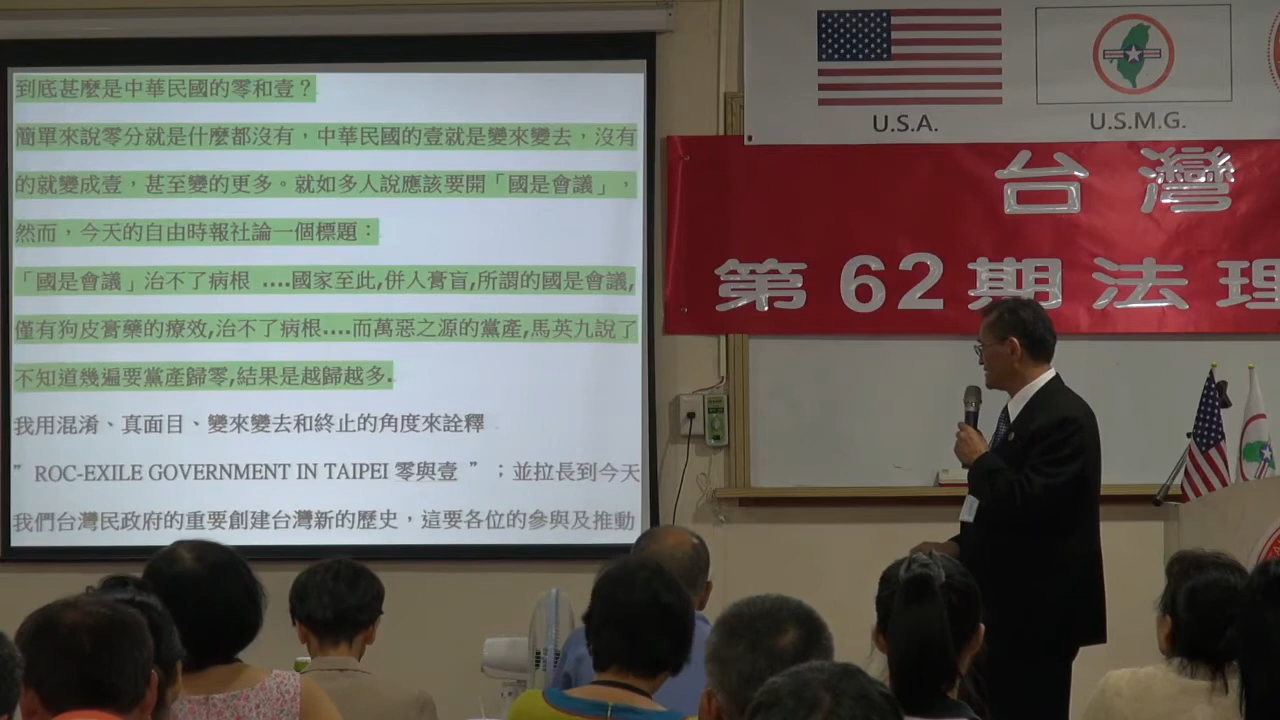 到底甚麼是中華民國的零和壹？
簡單來說零分就是什麼都沒有，中華民國的壹就是變來變去，沒有
的就變成壹，甚至變的更多。就如多人說應該要開「國是會議」，
然而，今天的自由時報社論一個標題：
「國是會議」治不了病根 ....國家至此,併人膏盲,所謂的國是會議,
僅有狗皮膏藥的療效,治不了病根....而萬惡之源的黨產,馬英九說了
不知道幾遍要黨產歸零,結果是越歸越多.
我用混淆、真面目、變來變去和終止的角度來詮釋
” ROC-EXILE GOVERNMENT IN TAIPEI 零與壹 ” ；並拉長到今天
我們台灣民政府的重要創建台灣新的歷史，這要各位的參與及推動
U.S.A.
U.S.M.G.
台灣
第62期法理